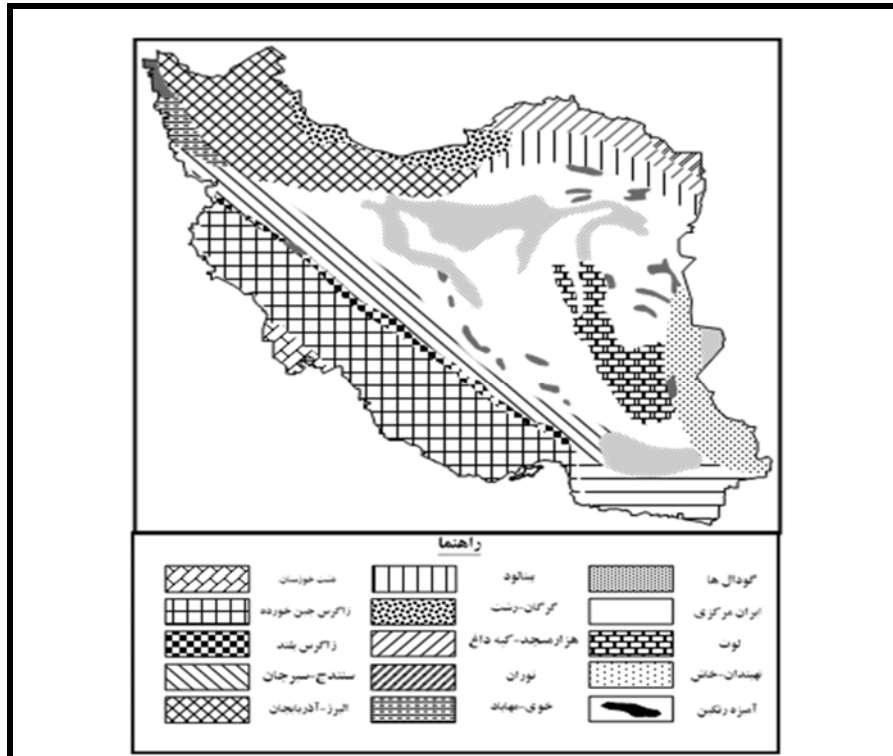 راهنما
گودال ها
بینالود
دشت خوزستان
ایران مرکزی
گرگان-رشت
زاگرس چین خورده
لوت
هزارمسجد-کپه داغ
زاگرس بلند
نهبندان-خاش
توران
سنندج-سیرجان
آمیزه رنگین
خوی-مهاباد
البرز-آذربایجان